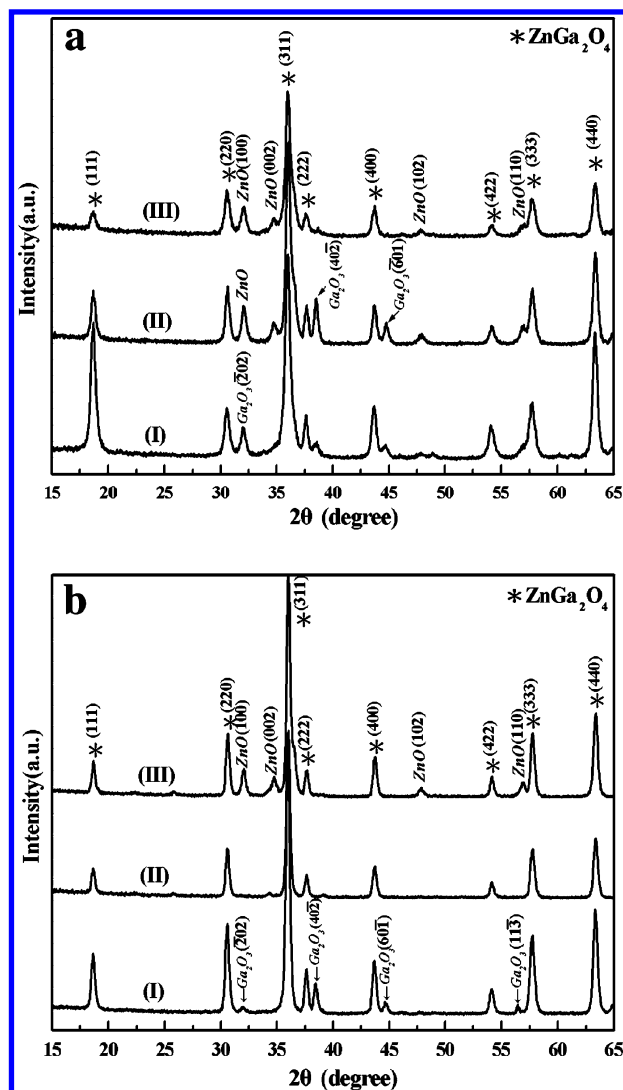 a
* ZnGa₂O₄
Intensity(a.u.)
* (111)
* (220)
ZnO (100)
ZnO (002)
* (311)
* (222)
* (400)
ZnO (102)
* (422)
ZnO (110)
* (333)
* (440)
(III)
ZnO
Ga₂O₃ (402̅)
Ga₂O₃ (6̅01)
(II)
Ga₂O₃ (2̅02)
(I)
15 20 25 30 35 40 45 50 55 60 65
2θ (degree)
b
* ZnGa₂O₄
Intensity(a.u.)
* (111)
* (220)
ZnO (100)
ZnO (002)
* (311)
* (222)
* (400)
ZnO (102)
* (422)
ZnO (110)
* (333)
* (440)
(III)
(II)
Ga₂O₃ (2̅02)
Ga₂O₃ (402̅)
Ga₂O₃ (601̅)
Ga₂O₃ (113̅)
(I)
15 20 25 30 35 40 45 50 55 60 65
2θ (degree)